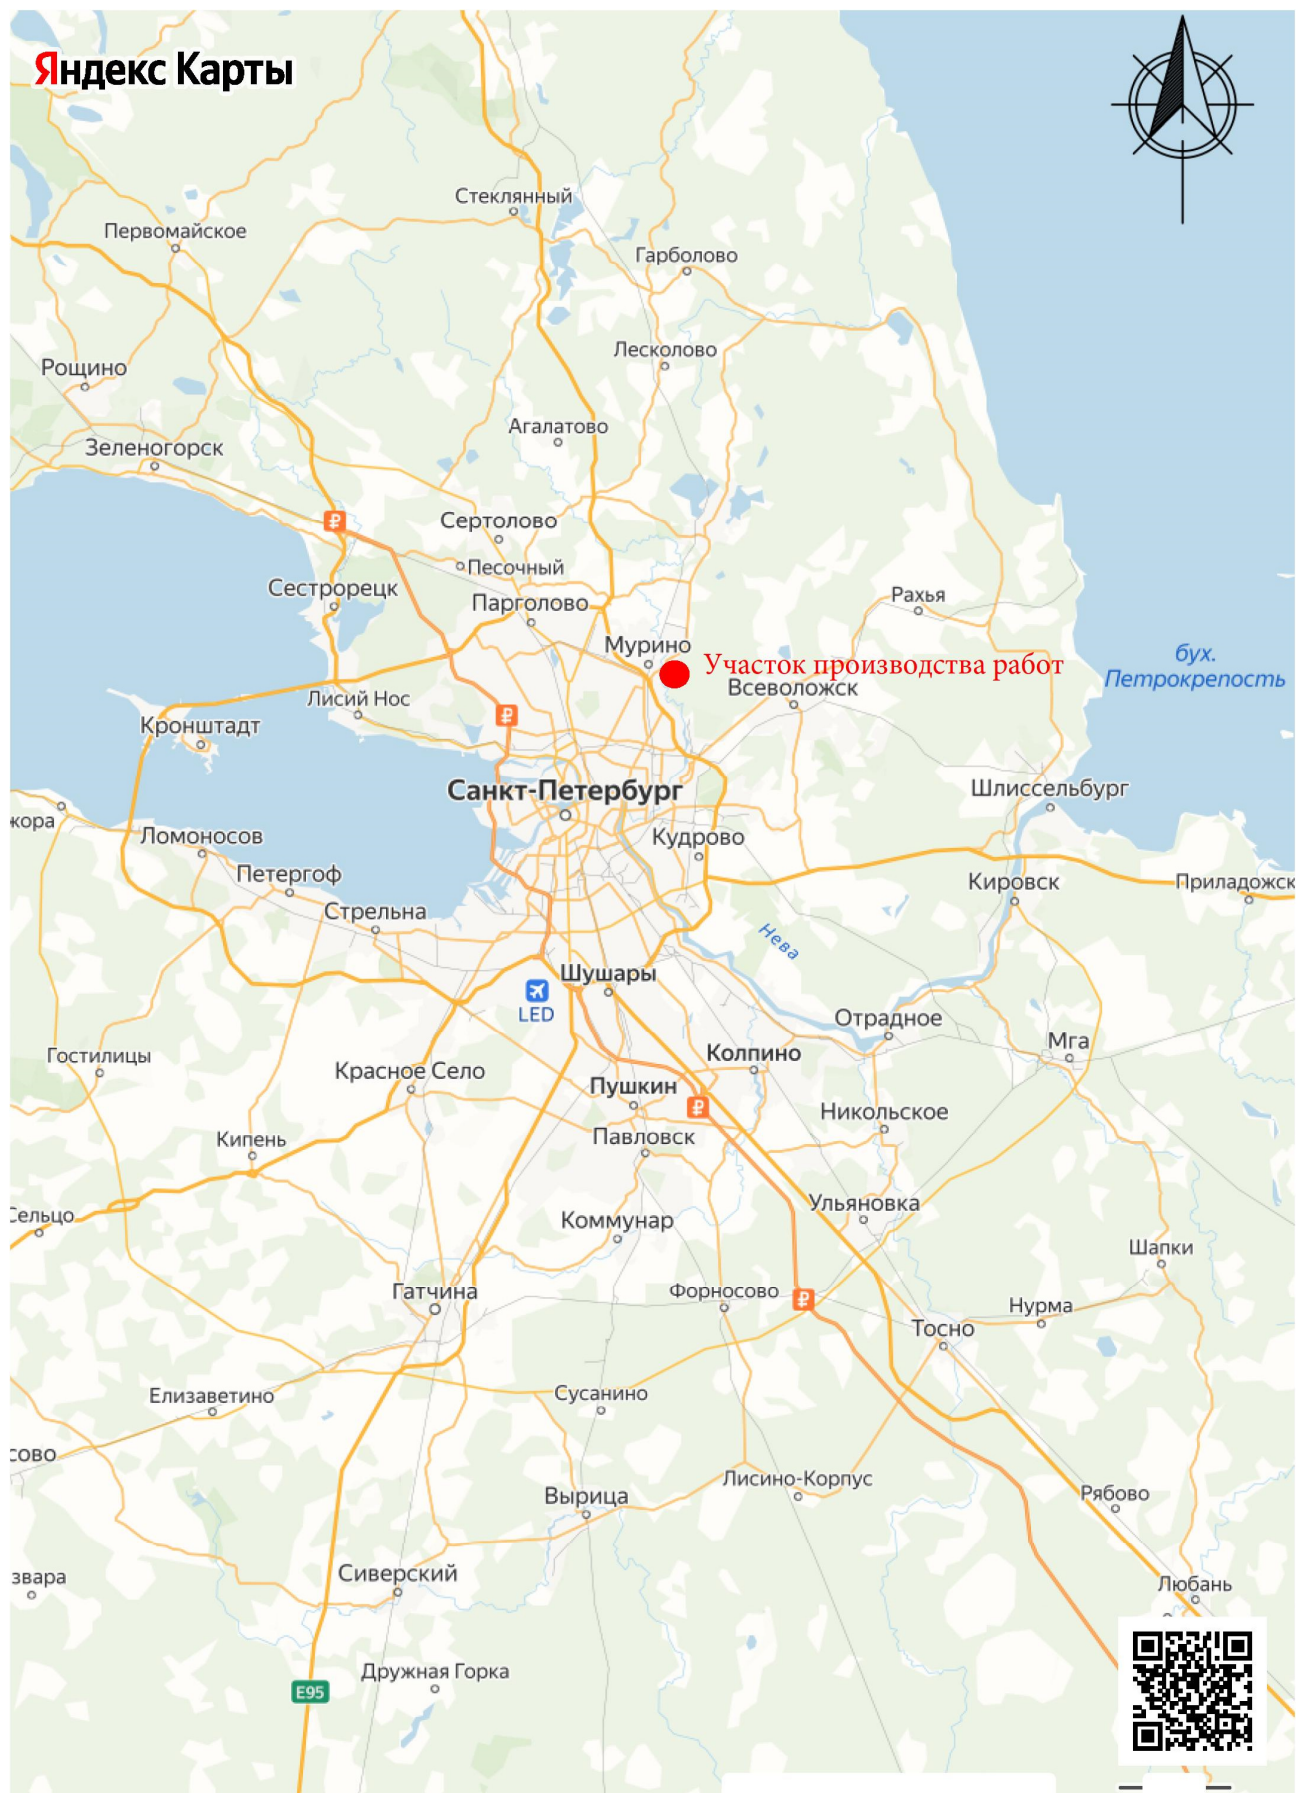 Яндекс Карты
Стеклянный
Первомайское
Гарболово
Лесколово
Рощино
Агалатово
Зеленогорск
Сертолово
Песочный
Сестрорецк
Парголово
Рахья
Мурино
Участок производства работ
бух.
Петрокрепость
Всеволожск
Лисий Нос
Кронштадт
Санкт-Петербург
Шлиссельбург
жора
Ломоносов
Кудрово
Петергоф
Кировск
Приладожск
Стрельна
Нева
Шушары
LED
Отрадное
Мга
Гостилицы
Красное Село
Колпино
Пушкин
Никольское
Кипень
Павловск
Ульяновка
Сельцо
Коммунар
Шапки
Гатчина
Форносово
Нурма
Тосно
Елизаветино
Сусанино
сово
Лисино-Корпус
Вырица
Рябово
Сиверский
звара
Любань
Дружная Горка
E95